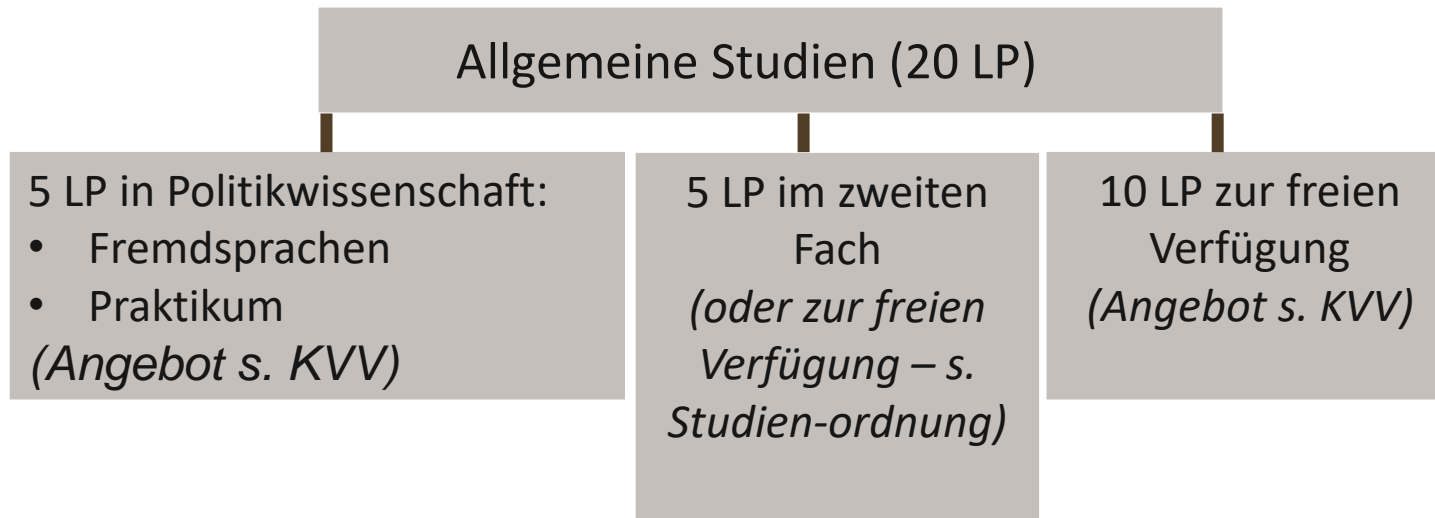 Allgemeine Studien (20 LP)
5 LP in Politikwissenschaft:
• Fremdsprachen
• Praktikum
(Angebot s. KVV)
5 LP im zweiten
Fach
(oder zur freien
Verfügung – s.
Studien-ordnung)
10 LP zur freien
Verfügung
(Angebot s. KVV)